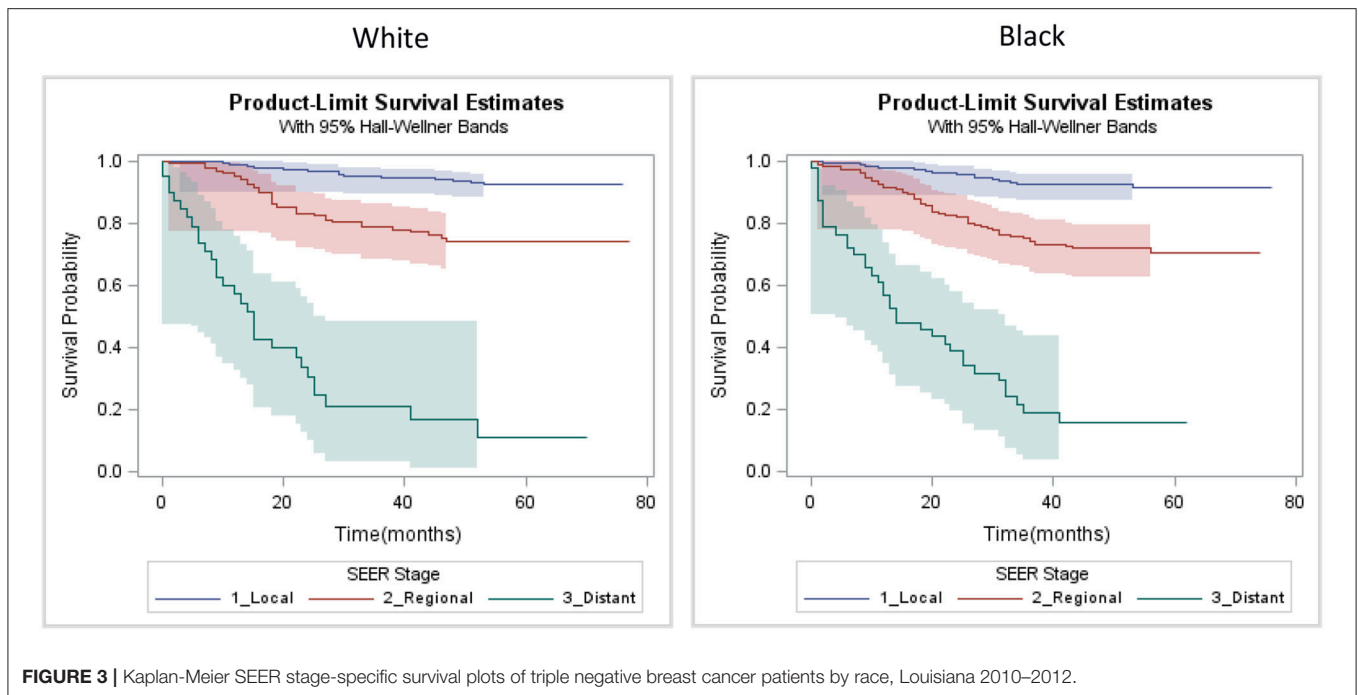 White
Black
Product-Limit Survival Estimates
With 95% Hall-Wellner Bands
Survival Probability
1.0
0.8
0.6
0.4
0.2
0.0
0 20 40 60 80
Time(months)
SEER Stage
1_Local 2_Regional 3_Distant
Product-Limit Survival Estimates
With 95% Hall-Wellner Bands
Survival Probability
1.0
0.8
0.6
0.4
0.2
0.0
0 20 40 60 80
Time(months)
SEER Stage
1_Local 2_Regional 3_Distant
FIGURE 3 | Kaplan-Meier SEER stage-specific survival plots of triple negative breast cancer patients by race, Louisiana 2010–2012.